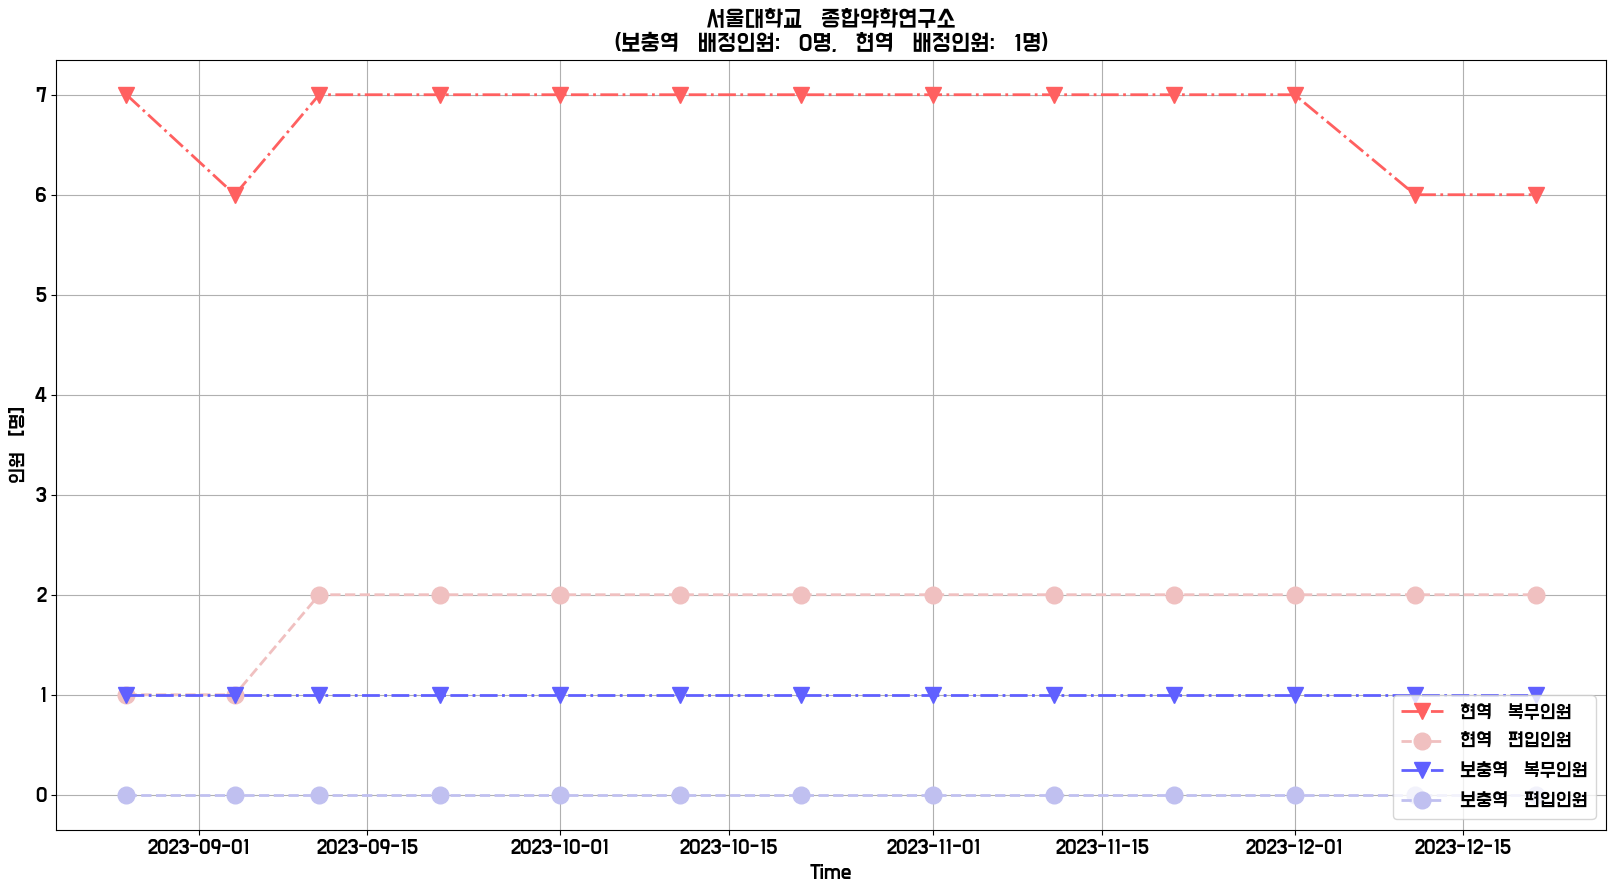 서울대학교 종합약학연구소
(보충역 배정인원: 0명, 현역 배정인원: 1명)
인원 [명]
7
6
5
4
3
2
1
0
현역 복무인원
현역 편입인원
보충역 복무인원
보충역 편입인원
2023-09-01
2023-09-15
2023-10-01
2023-10-15
2023-11-01
2023-11-15
2023-12-01
2023-12-15
Time